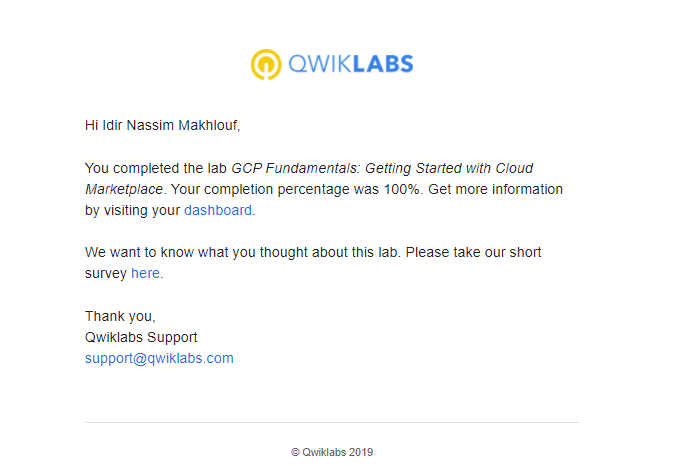 QWIKLABS
Hi Idir Nassim Makhlouf,
You completed the lab GCP Fundamentals: Getting Started with Cloud
Marketplace. Your completion percentage was 100%. Get more information
by visiting your dashboard.
We want to know what you thought about this lab. Please take our short
survey here.
Thank you,
Qwiklabs Support
support@qwiklabs.com
© Qwiklabs 2019